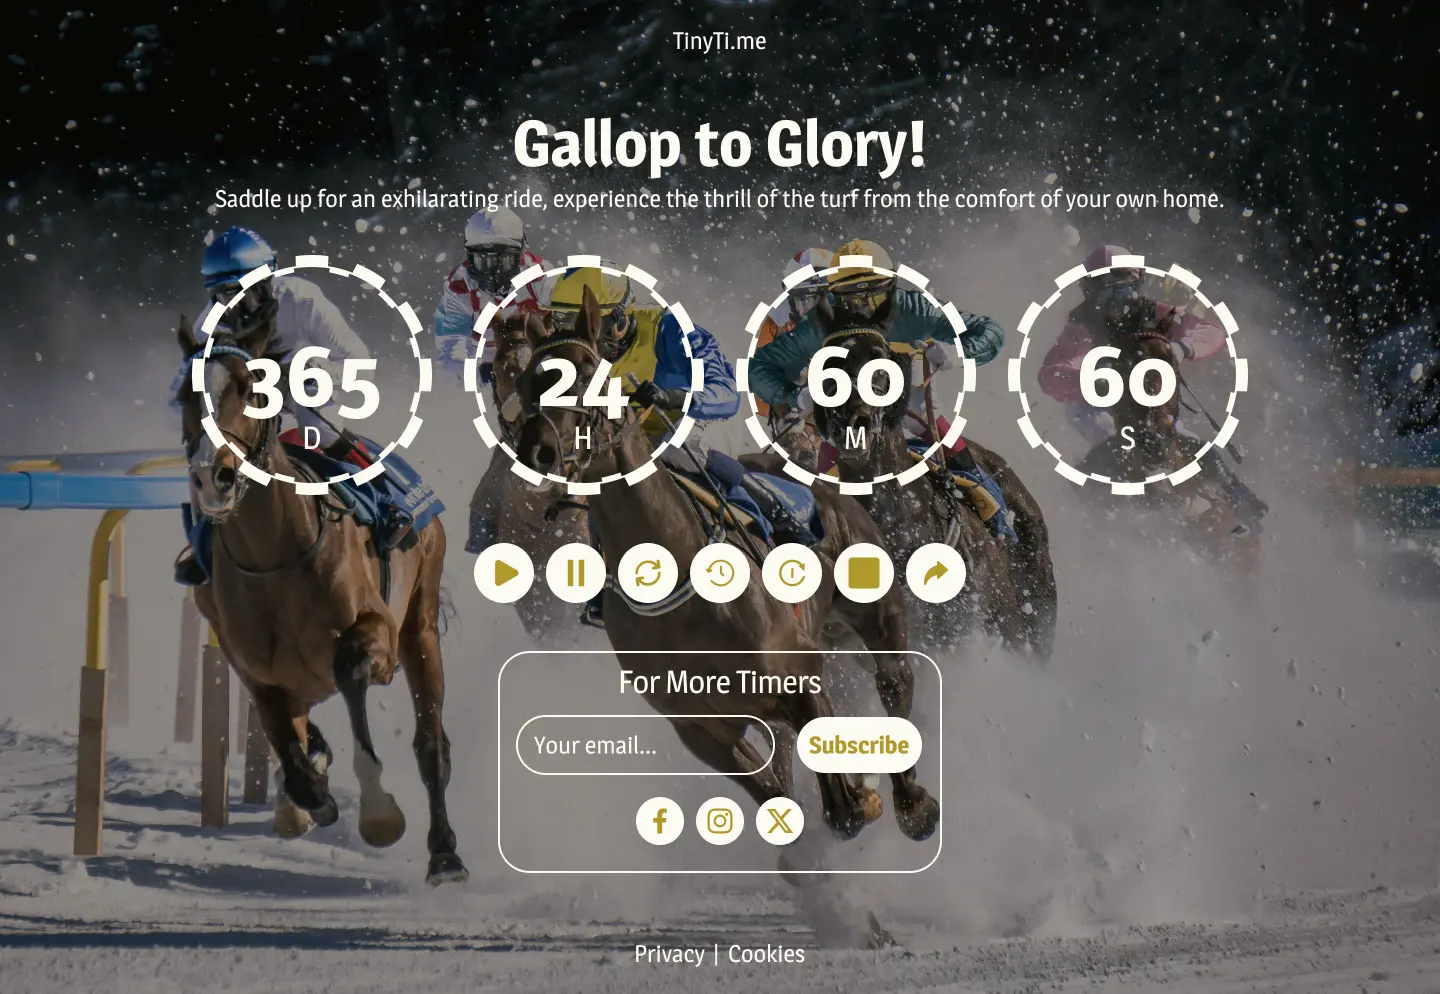 TinyTi.me
Gallop to Glory!
Saddle up for an exhilarating ride, experience the thrill of the turf from the comfort of your own home.
365 24 60 60
D H M S
For More Timers
Your email... Subscribe
Privacy | Cookies